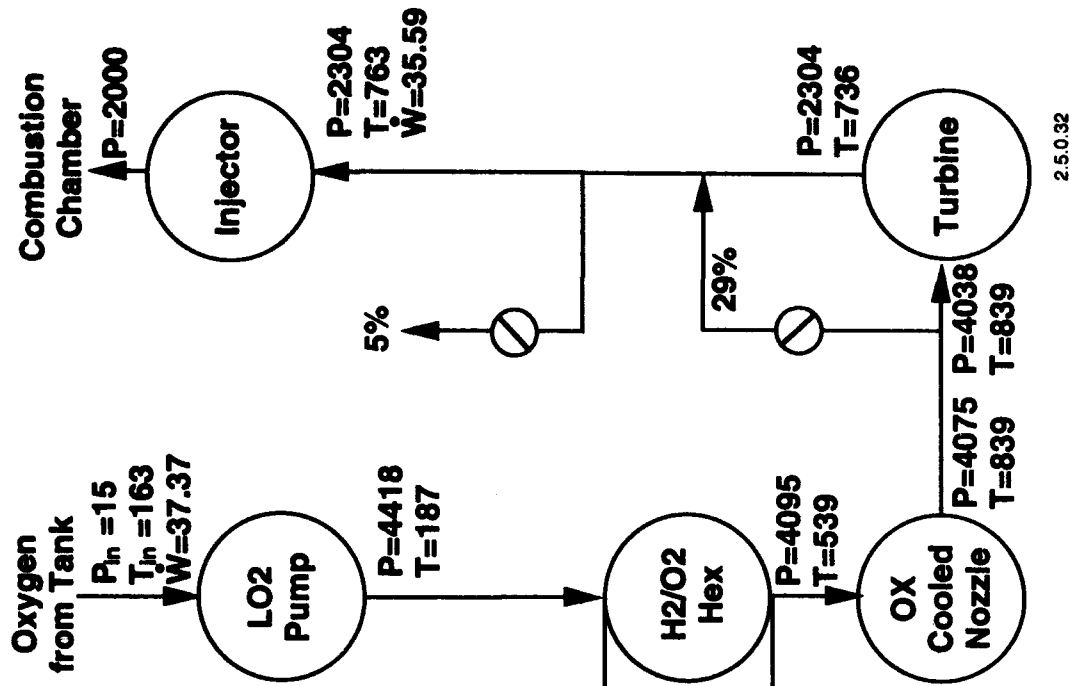 Oxygen
from Tank
Pin =15
Tin =163
Ẇ=37.37
LO2
Pump
P=4418
T=187
H2/O2
Hex
P=4095
T=539
OX
Cooled
Nozzle
P=4075
T=839
P=4038
T=839
Turbine
P=2304
T=736
29%
5%
P=2304
T=763
Ẇ=35.59
Injector
P=2000
Combustion
Chamber
2.5.0.32